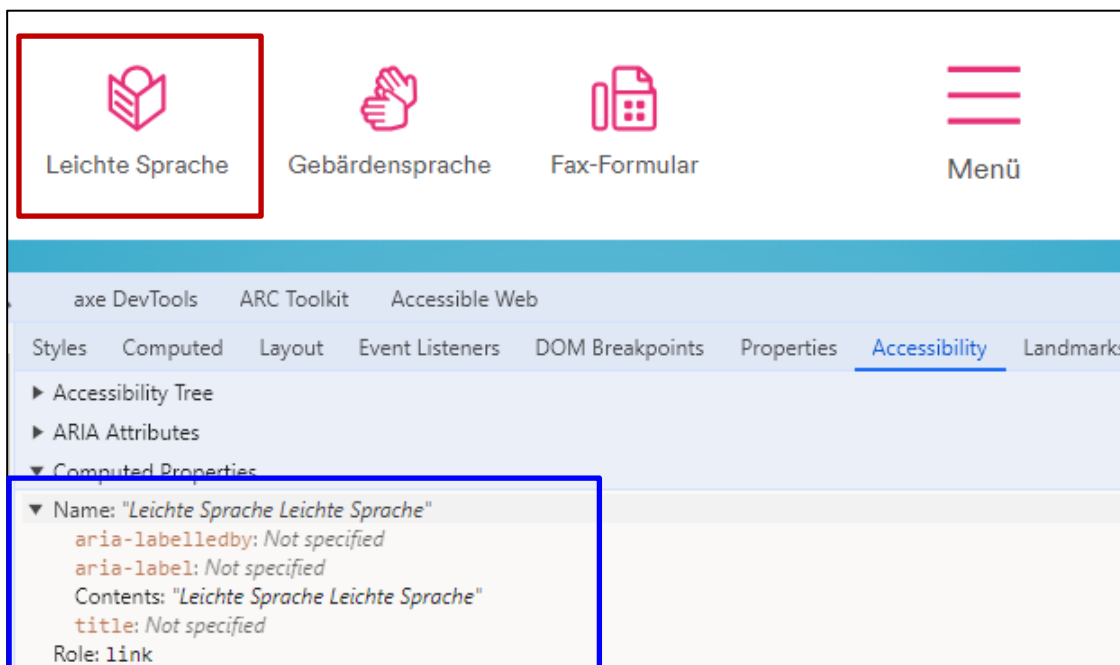 Leichte Sprache Gebärdensprache Fax-Formular Menü
axe DevTools ARC Toolkit Accessible Web
Styles Computed Layout Event Listeners DOM Breakpoints Properties Accessibility Landmarks
▶ Accessibility Tree
▶ ARIA Attributes
▼ Computed Properties
▼ Name: "Leichte Sprache Leichte Sprache"
aria-labelledby: Not specified
aria-label: Not specified
Contents: "Leichte Sprache Leichte Sprache"
title: Not specified
Role: link